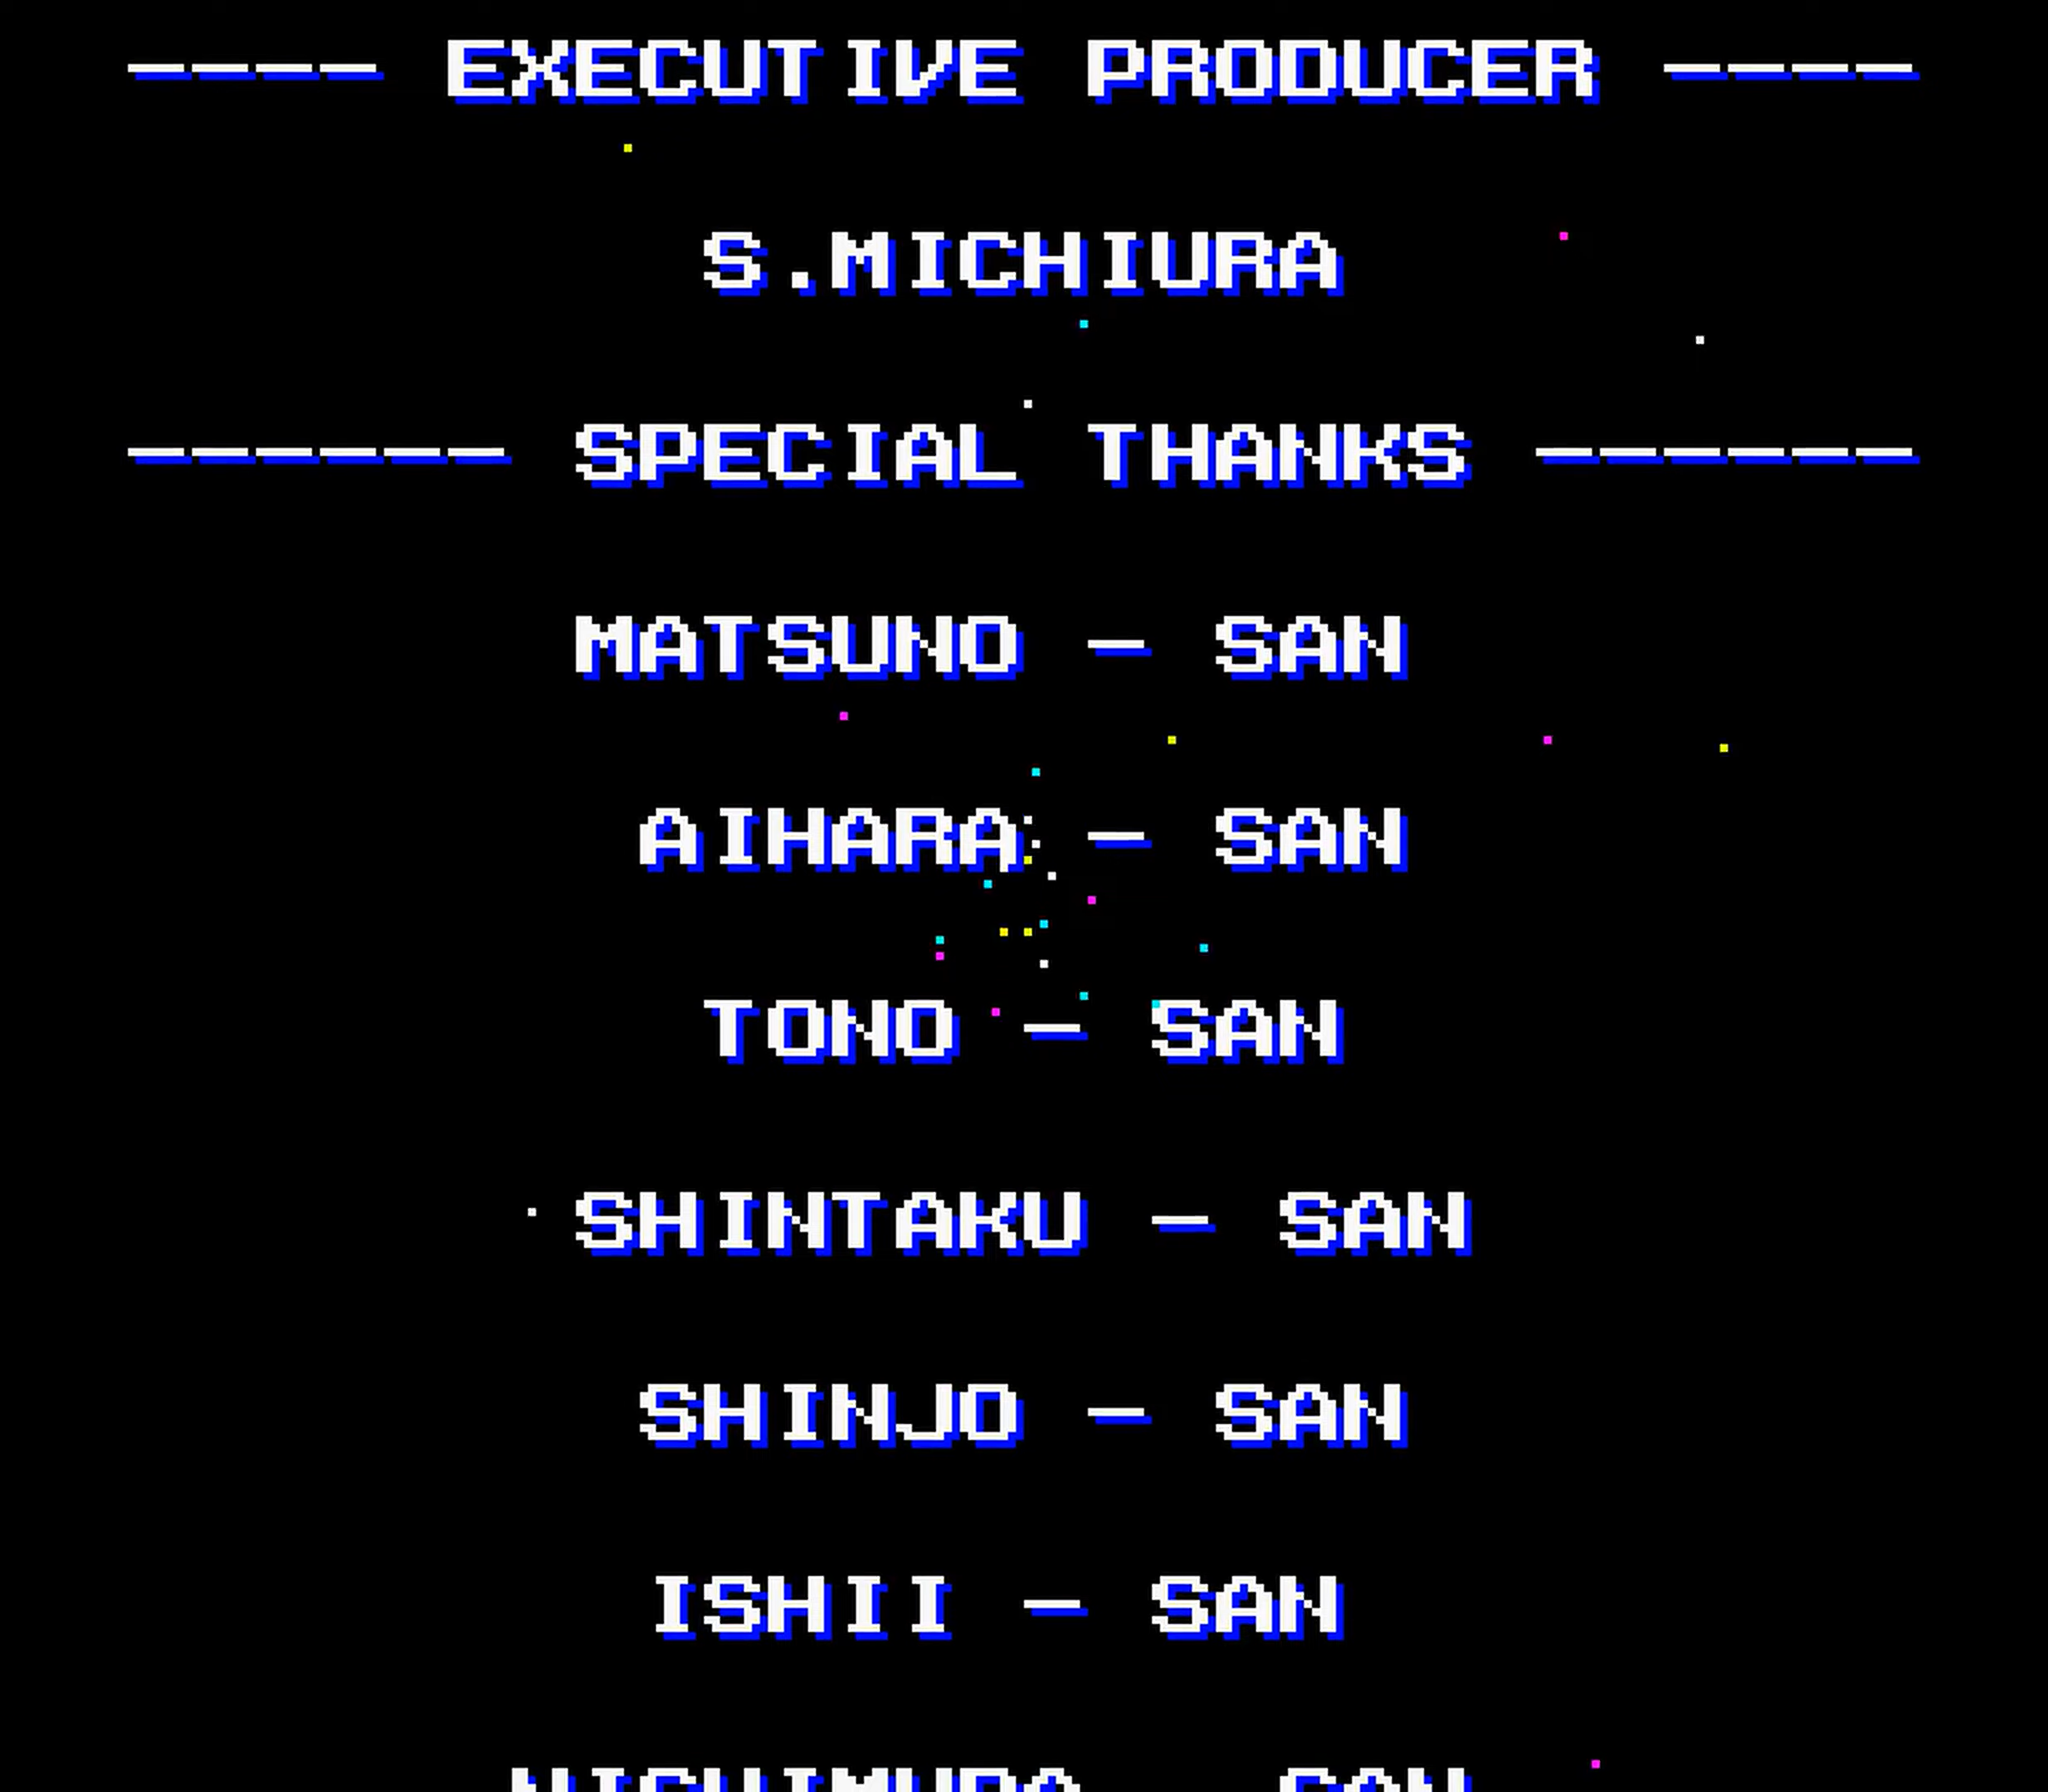 ---- EXECUTIVE PRODUCER ----
S.MICHIURA
------ SPECIAL THANKS ------
MATSUNO - SAN
AIHARA - SAN
TONO - SAN
SHINTAKU - SAN
SHINJO - SAN
ISHII - SAN